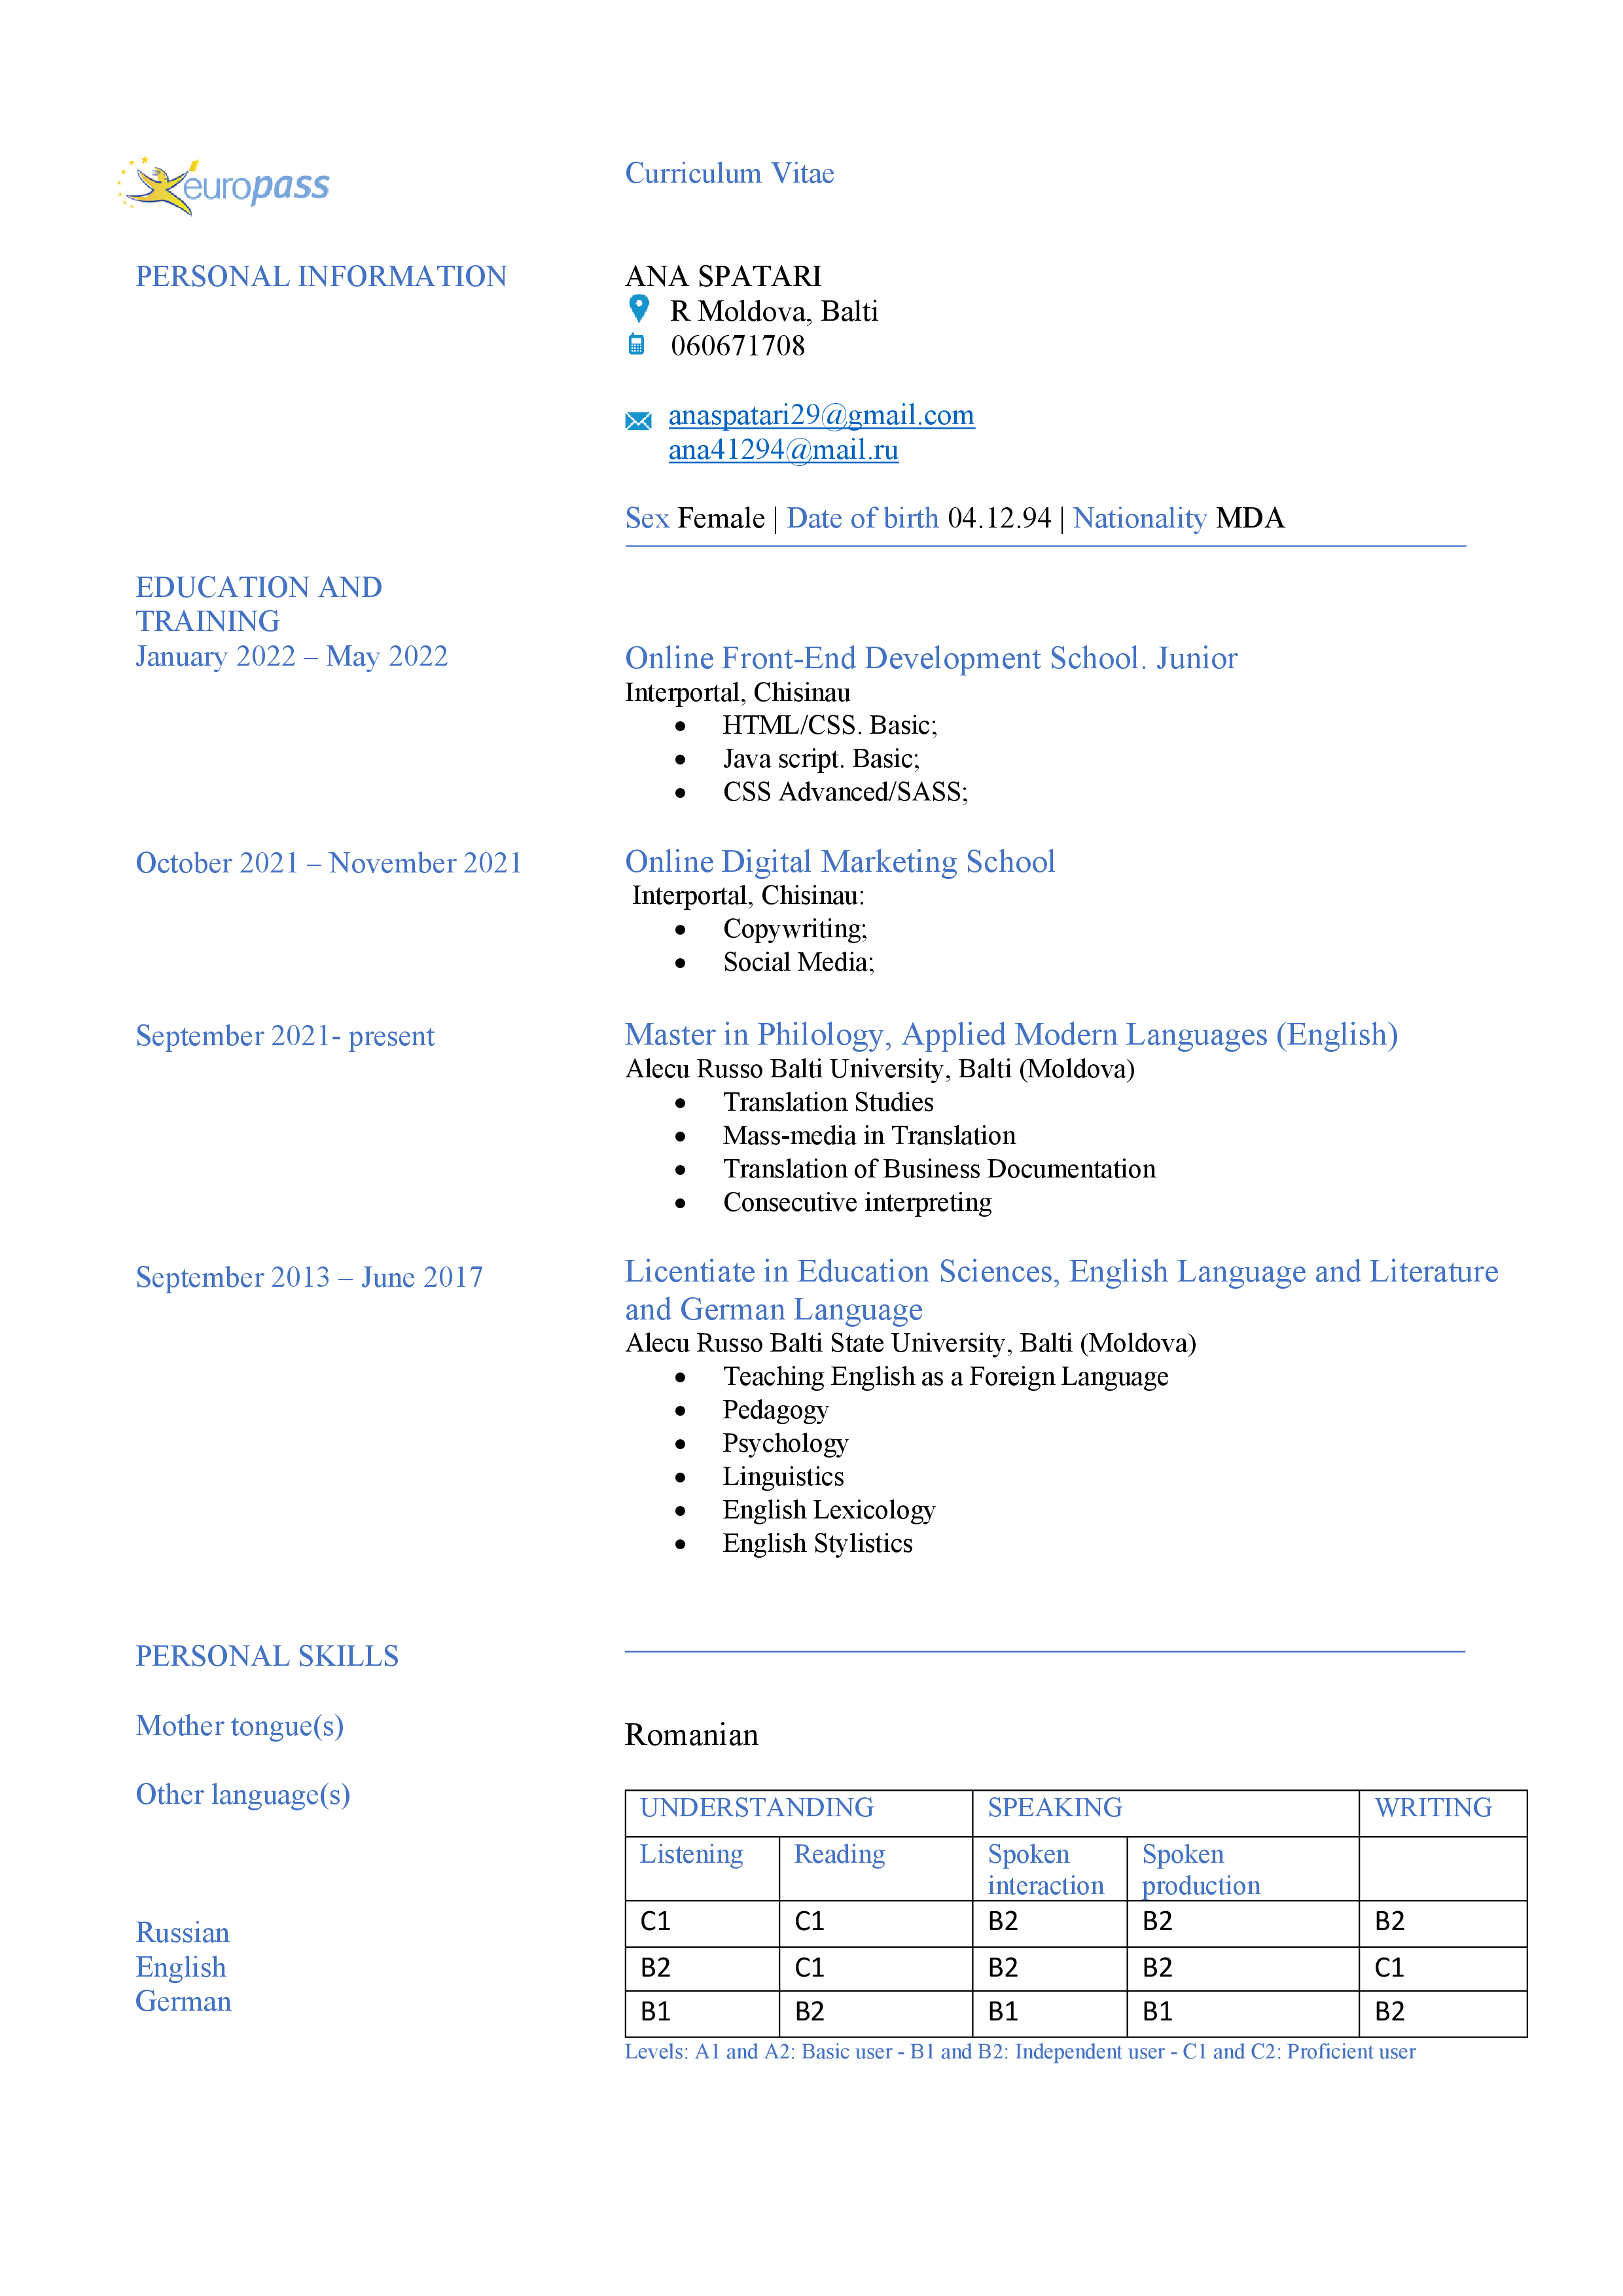 europass
Curriculum Vitae
PERSONAL INFORMATION
ANA SPATARI
R Moldova, Balti
060671708
anaspatari29@gmail.com
ana41294@mail.ru
Sex Female | Date of birth 04.12.94 | Nationality MDA
EDUCATION AND
TRAINING
January 2022 – May 2022
Online Front-End Development School. Junior
Interportal, Chisinau
• HTML/CSS. Basic;
• Java script. Basic;
• CSS Advanced/SASS;
October 2021 – November 2021
Online Digital Marketing School
Interportal, Chisinau:
• Copywriting;
• Social Media;
September 2021- present
Master in Philology, Applied Modern Languages (English)
Alecu Russo Balti University, Balti (Moldova)
• Translation Studies
• Mass-media in Translation
• Translation of Business Documentation
• Consecutive interpreting
September 2013 – June 2017
Licentiate in Education Sciences, English Language and Literature
and German Language
Alecu Russo Balti State University, Balti (Moldova)
• Teaching English as a Foreign Language
• Pedagogy
• Psychology
• Linguistics
• English Lexicology
• English Stylistics
PERSONAL SKILLS
Mother tongue(s)
Romanian
Other language(s)
UNDERSTANDING SPEAKING WRITING
Listening Reading Spoken interaction Spoken production
Russian C1 C1 B2 B2 B2
English B2 C1 B2 B2 C1
German B1 B2 B1 B1 B2
Levels: A1 and A2: Basic user - B1 and B2: Independent user - C1 and C2: Proficient user